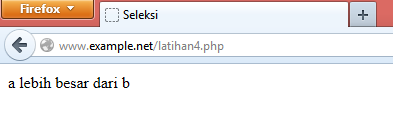 Firefox
Seleksi
www.example.net/latihan4.php
a lebih besar dari b